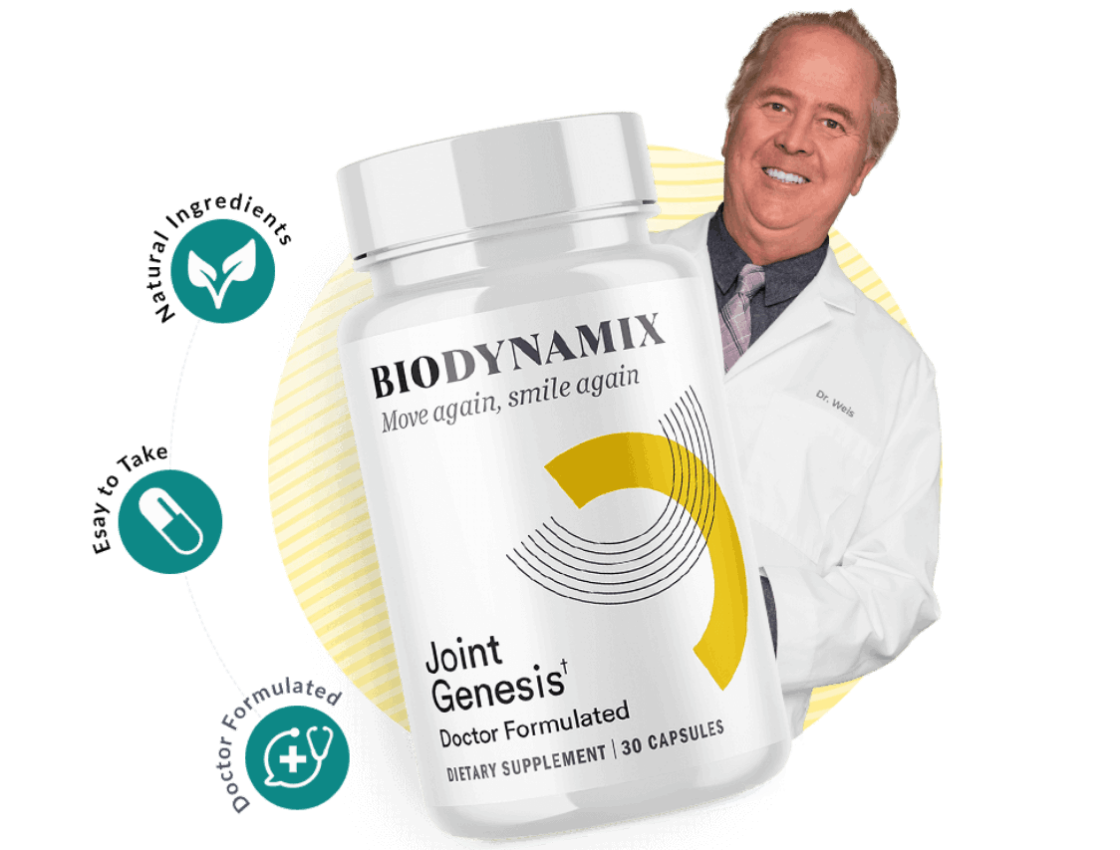 Natural Ingredients
Esay to Take
Doctor Formulated
BIODYNAMIX
Move again, smile again
Joint
Genesis†
Doctor Formulated
DIETARY SUPPLEMENT | 30 CAPSULES
Dr. Weis